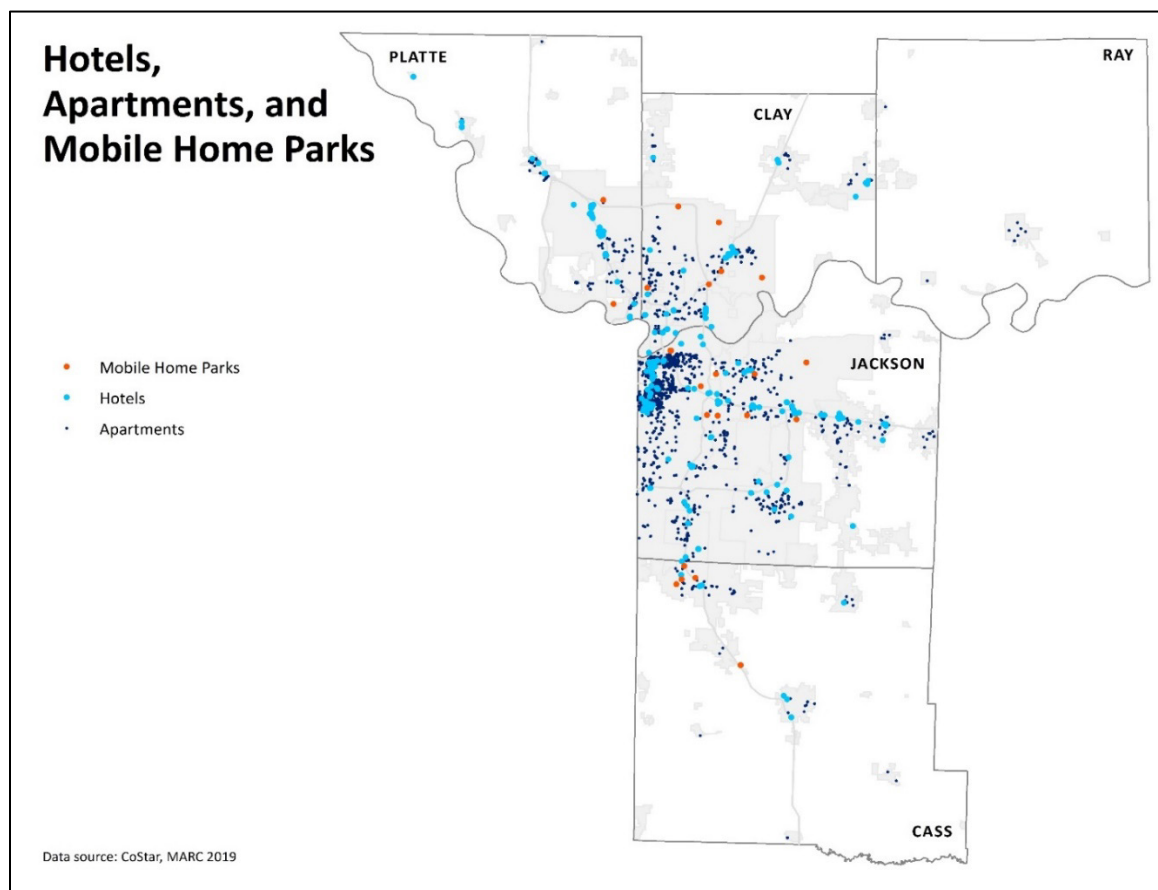 Hotels,
Apartments, and
Mobile Home Parks
PLATTE
RAY
CLAY
JACKSON
Mobile Home Parks
Hotels
Apartments
CASS
Data source: CoStar, MARC 2019